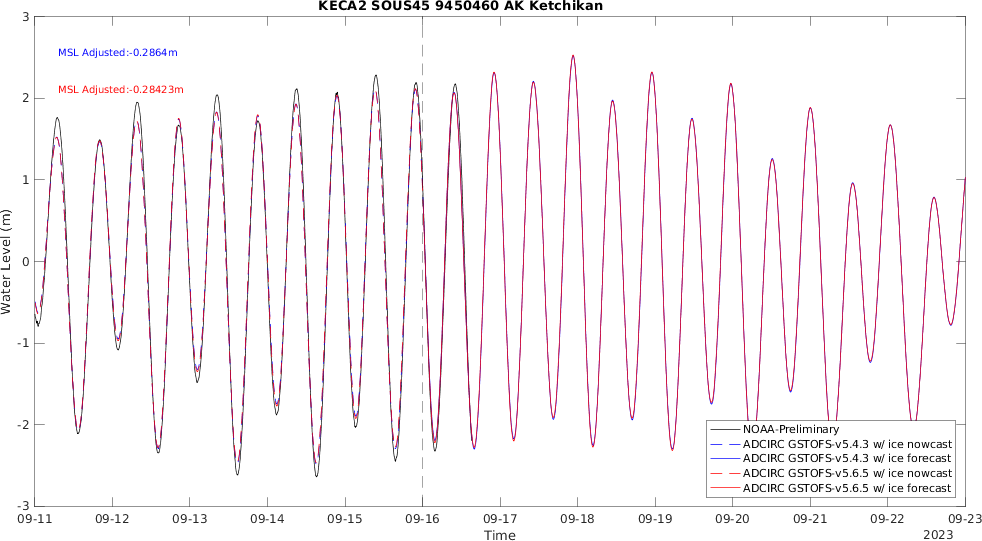 KECA2 SOUS45 9450460 AK Ketchikan
MSL Adjusted:-0.2864m
MSL Adjusted:-0.28423m
Water Level (m)
3
2
1
0
-1
-2
-3
NOAA-Preliminary
ADCIRC GSTOFS-v5.4.3 w/ ice nowcast
ADCIRC GSTOFS-v5.4.3 w/ ice forecast
ADCIRC GSTOFS-v5.6.5 w/ ice nowcast
ADCIRC GSTOFS-v5.6.5 w/ ice forecast
09-11 09-12 09-13 09-14 09-15 09-16 09-17 09-18 09-19 09-20 09-21 09-22 09-23
Time
2023